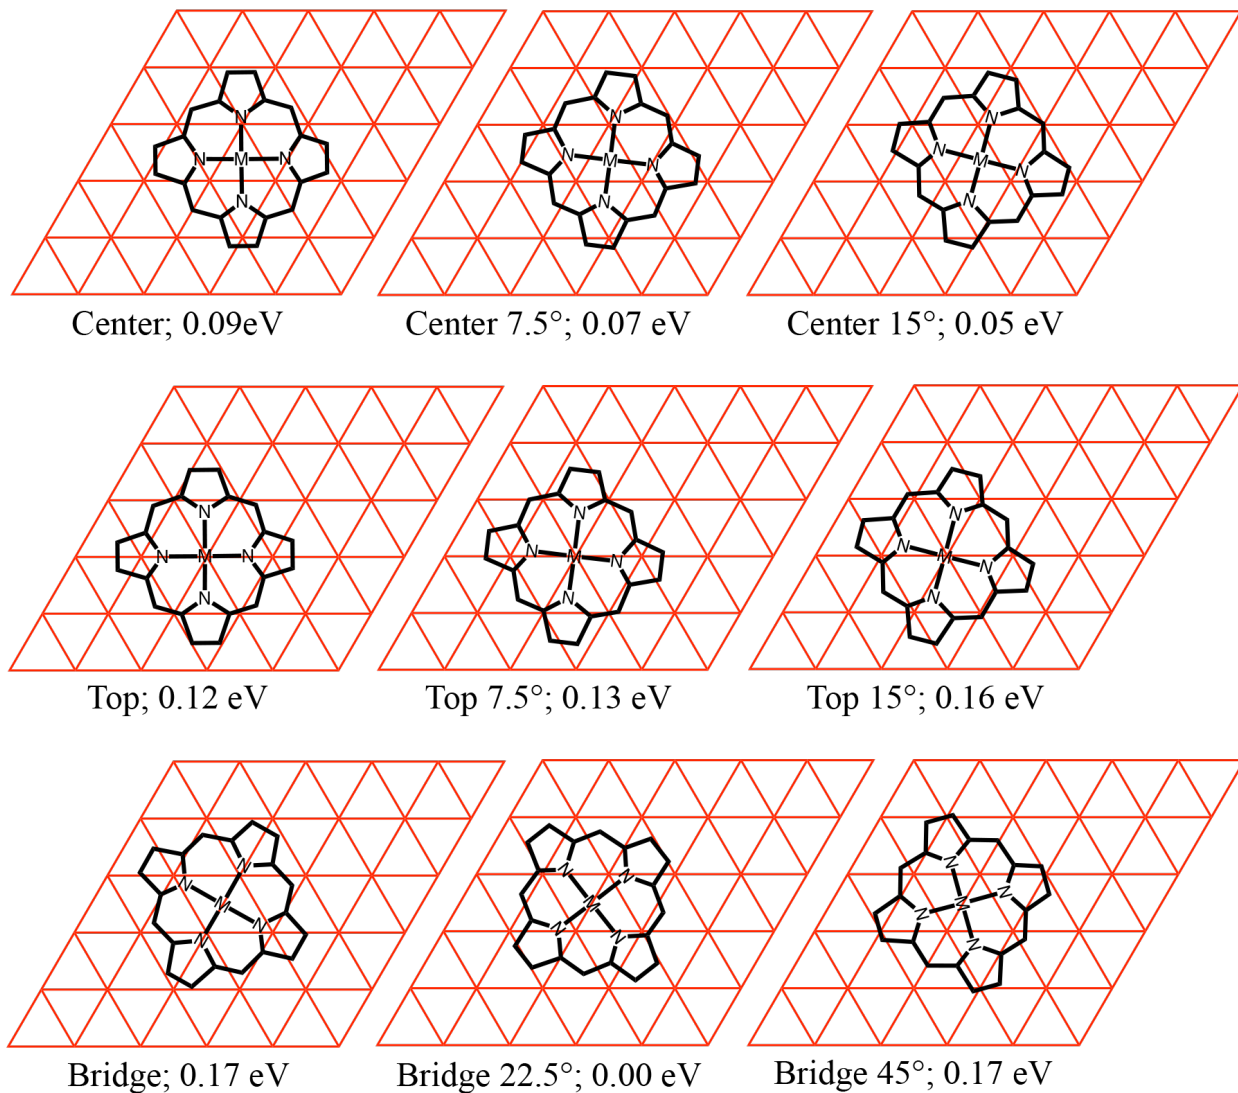 N
N M N
N
Center; 0.09eV
N
N M N
N
Center 7.5°; 0.07 eV
N
N M N
N
Center 15°; 0.05 eV
N
N M N
N
Top; 0.12 eV
N
N M N
N
Top 7.5°; 0.13 eV
N
N M N
N
Top 15°; 0.16 eV
N
N
M
N
N
Bridge; 0.17 eV
N N
M
N N
Bridge 22.5°; 0.00 eV
N
N M N
N
Bridge 45°; 0.17 eV